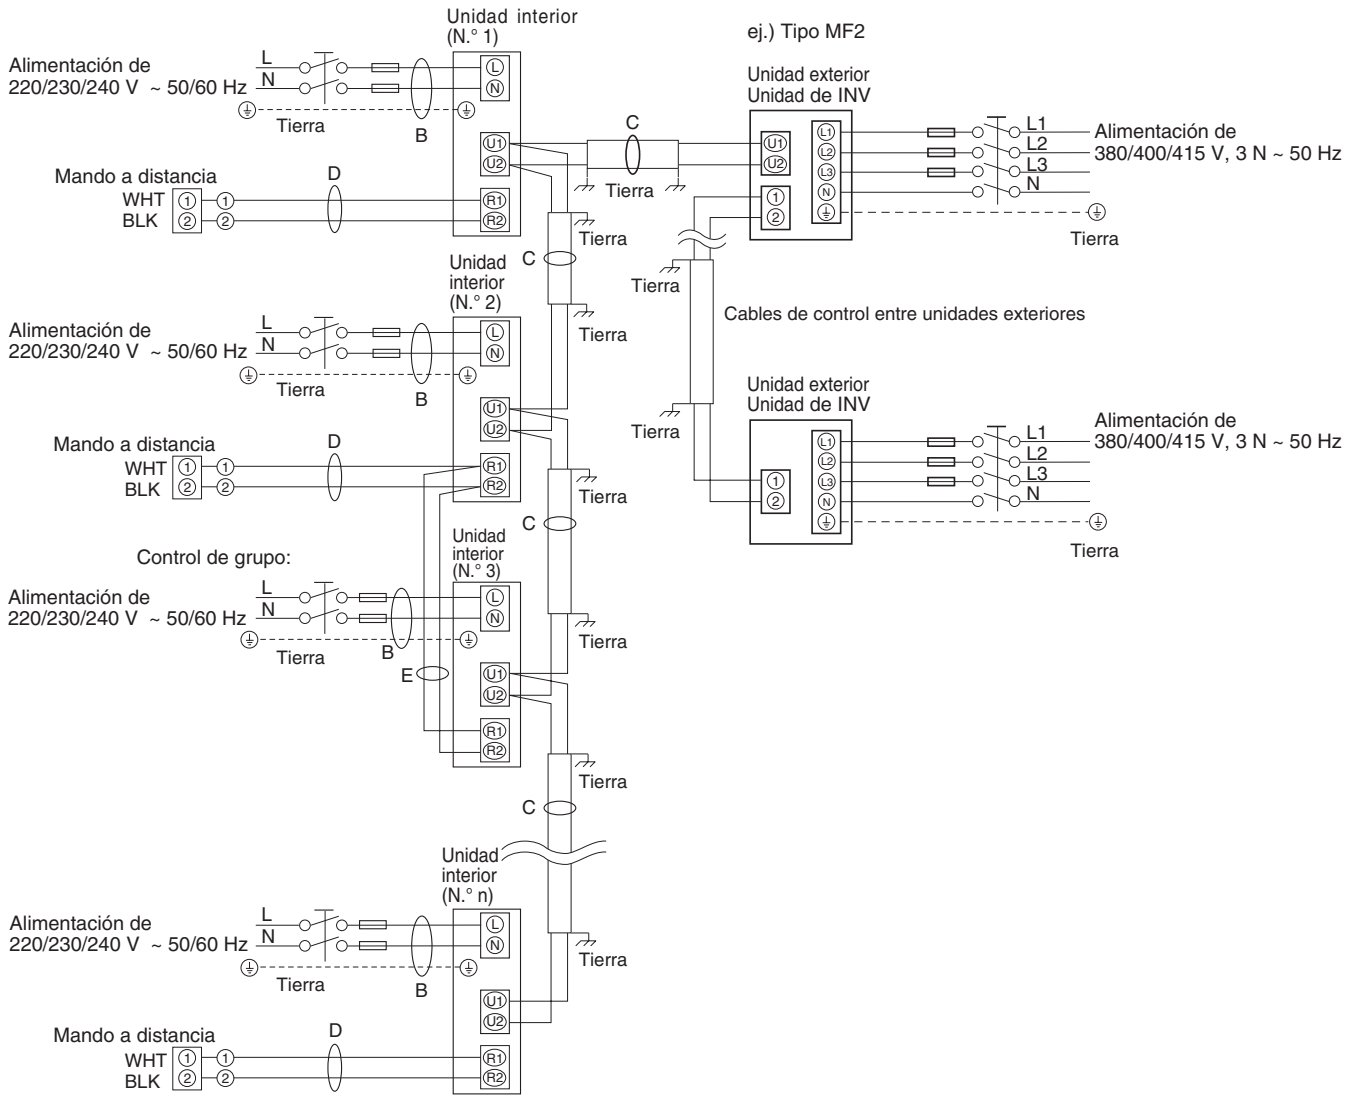 Unidad interior
(N.° 1)
ej.) Tipo MF2
Alimentación de
220/230/240 V ~ 50/60 Hz
L
N
Tierra
B
L
N
U1
U2
R1
R2
Mando a distancia
WHT 1 1
BLK 2 2
D
C
Tierra
Unidad exterior
Unidad de INV
U1
U2
1
2
L1
L2
L3
N
L1
L2
L3
N
Alimentación de
380/400/415 V, 3 N ~ 50 Hz
Tierra
Tierra
C
Tierra
Tierra
Cables de control entre unidades exteriores
Tierra
Unidad
interior
(N.° 2)
Alimentación de
220/230/240 V ~ 50/60 Hz
L
N
Tierra
B
L
N
U1
U2
R1
R2
Mando a distancia
WHT 1 1
BLK 2 2
D
Unidad exterior
Unidad de INV
1
2
L1
L2
L3
N
L1
L2
L3
N
Alimentación de
380/400/415 V, 3 N ~ 50 Hz
Tierra
Tierra
C
Tierra
Control de grupo:
Unidad
interior
(N.° 3)
Alimentación de
220/230/240 V ~ 50/60 Hz
L
N
Tierra
B
E
L
N
U1
U2
R1
R2
Tierra
C
Tierra
Unidad
interior
(N.° n)
Alimentación de
220/230/240 V ~ 50/60 Hz
L
N
Tierra
B
L
N
U1
U2
R1
R2
Mando a distancia
WHT 1 1
BLK 2 2
D